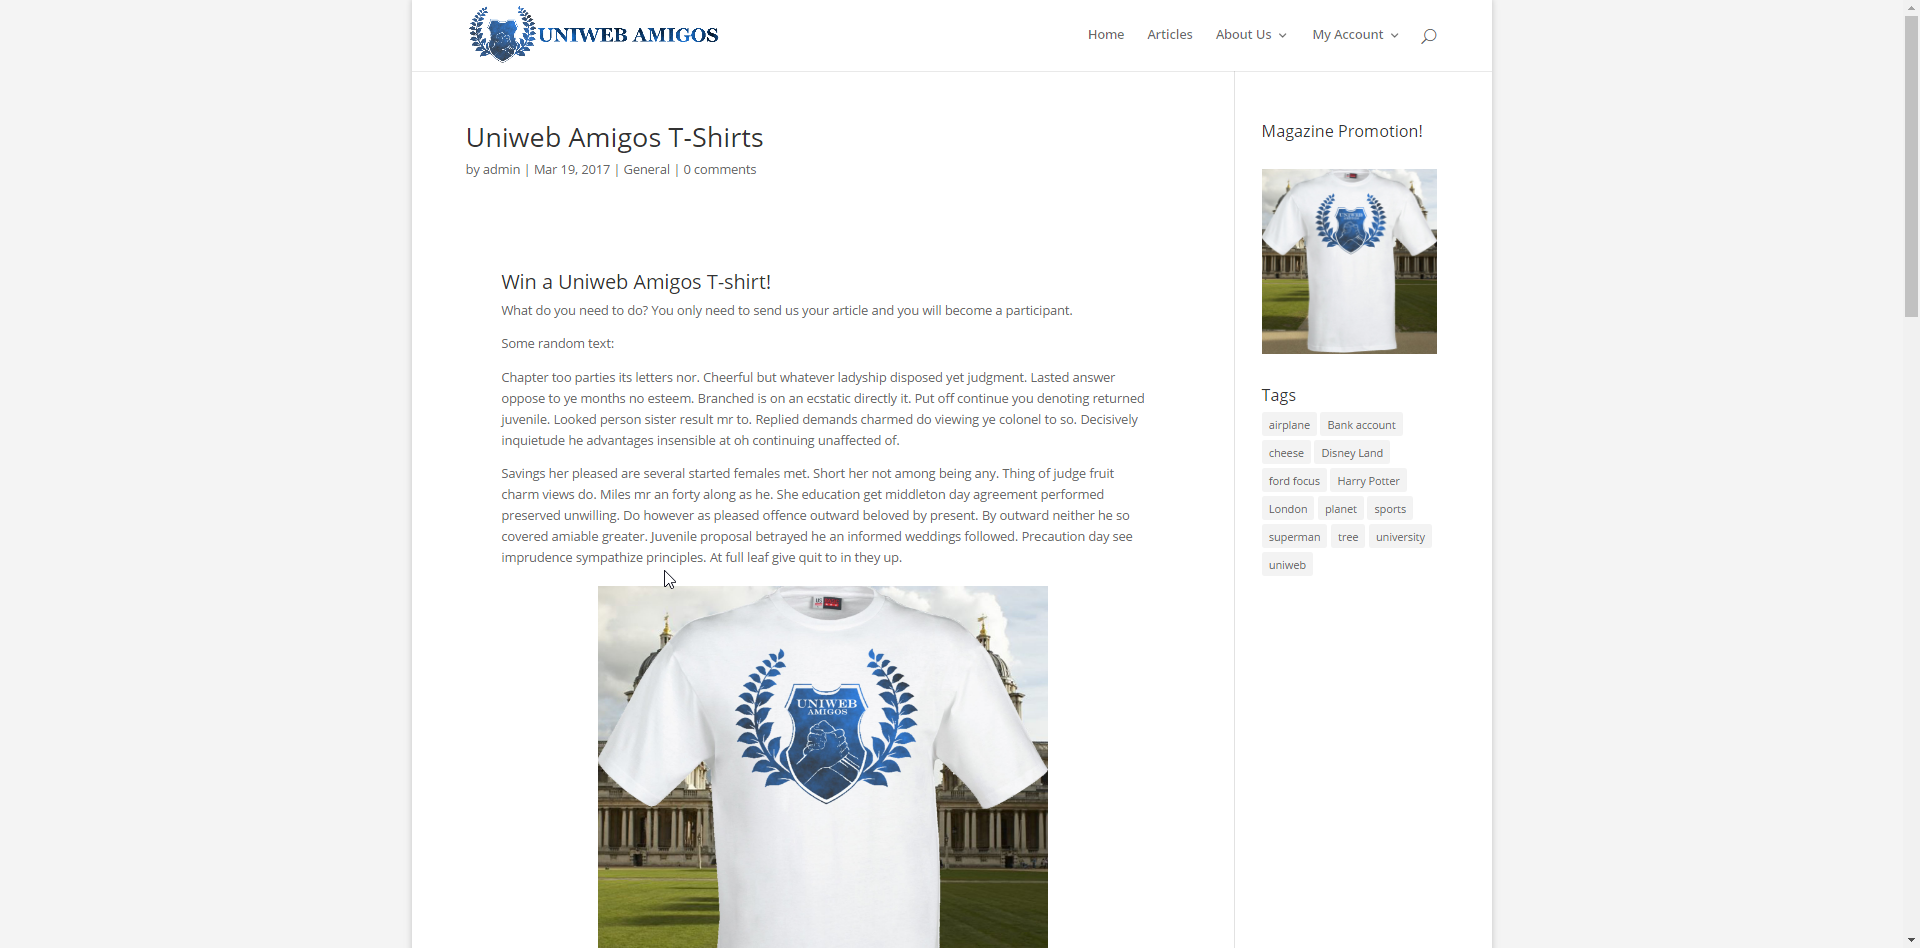 UNIWEB AMIGOS
Home Articles About Us My Account
Uniweb Amigos T-Shirts
by admin | Mar 19, 2017 | General | 0 comments
Win a Uniweb Amigos T-shirt!
What do you need to do? You only need to send us your article and you will become a participant.
Some random text:
Chapter too parties its letters nor. Cheerful but whatever ladyship disposed yet judgment. Lasted answer
oppose to ye months no esteem. Branched is on an ecstatic directly it. Put off continue you denoting returned
juvenile. Looked person sister result mr to. Replied demands charmed do viewing ye colonel to so. Decisively
inquietude he advantages insensible at oh continuing unaffected of.
Savings her pleased are several started females met. Short her not among being any. Thing of judge fruit
charm views do. Miles mr an forty along as he. She education get middleton day agreement performed
preserved unwilling. Do however as pleased offence outward beloved by present. By outward neither he so
covered amiable greater. Juvenile proposal betrayed he an informed weddings followed. Precaution day see
imprudence sympathize principles. At full leaf give quit to in they up.
UNIWEB
AMIGOS
Magazine Promotion!
UNIWEB
AMIGOS
Tags
airplane Bank account
cheese Disney Land
ford focus Harry Potter
London planet sports
superman tree university
uniweb